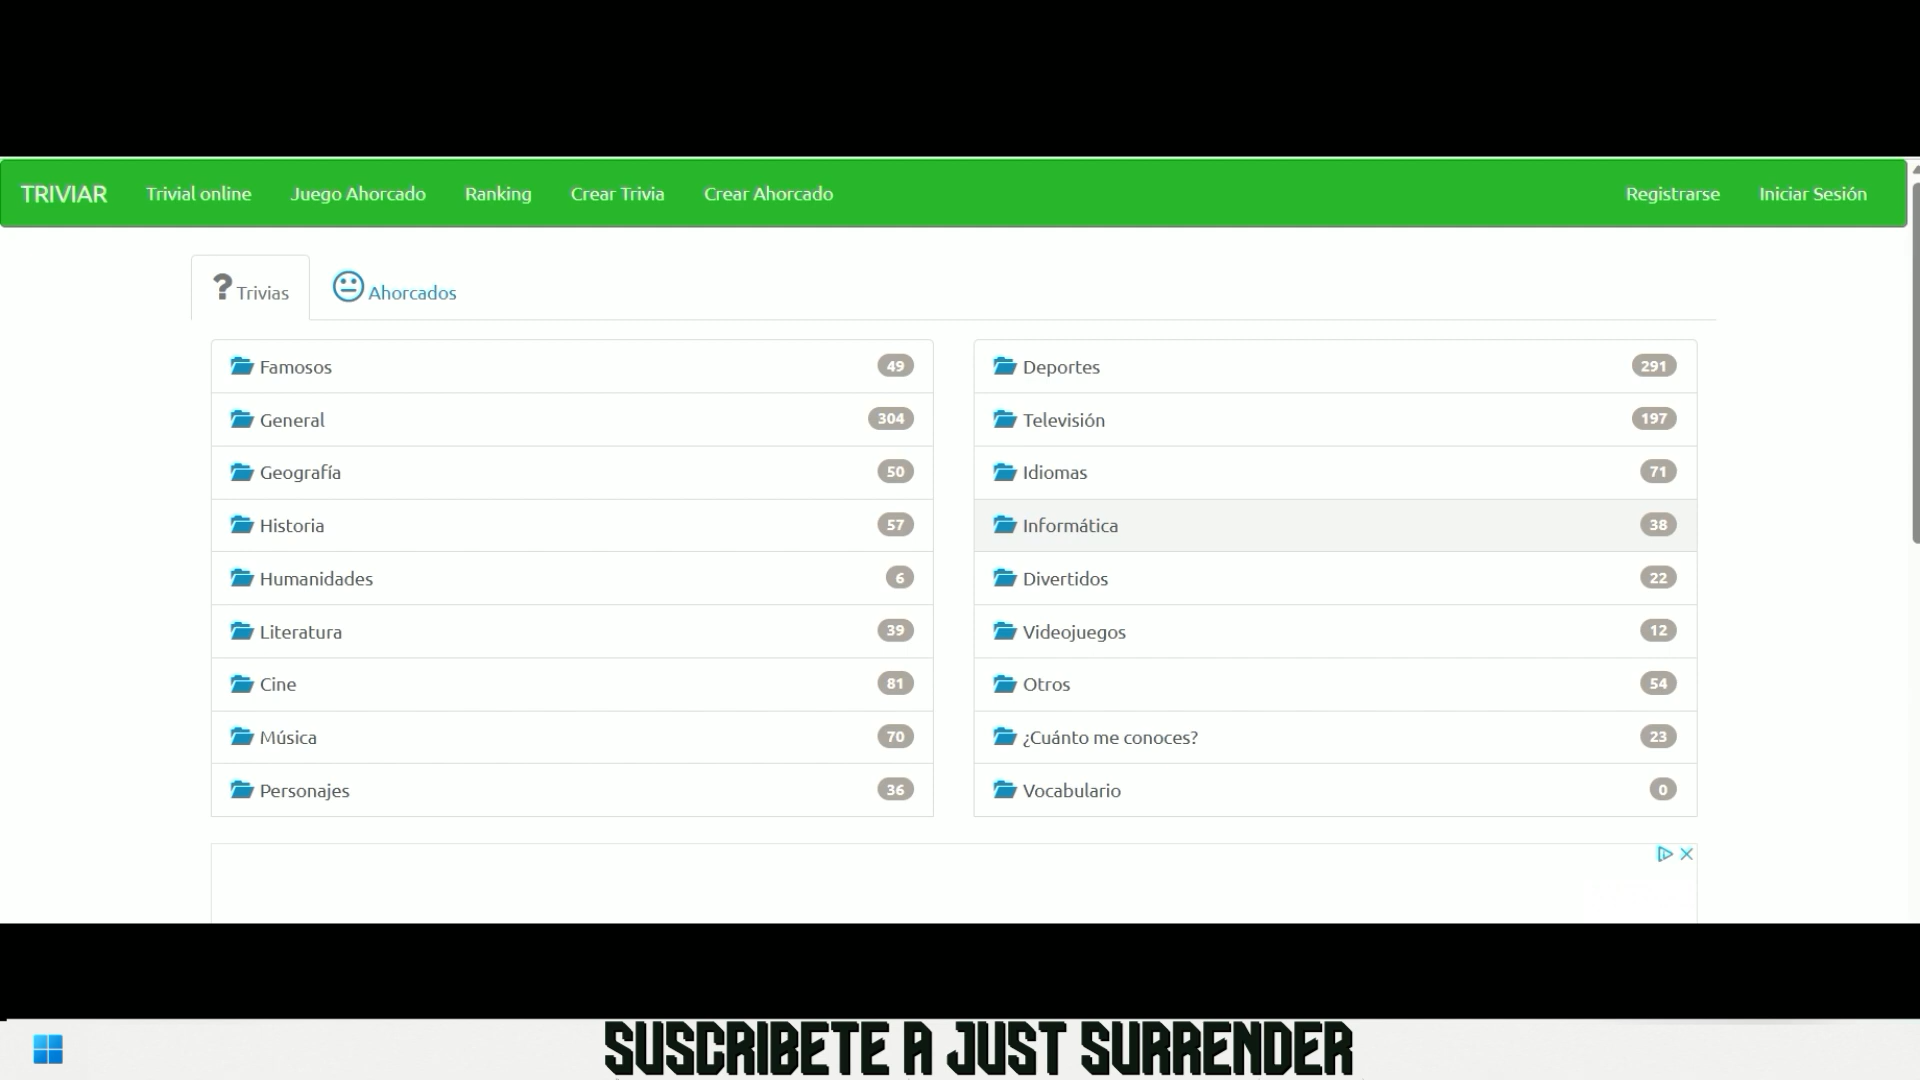 TRIVIAR Trivial online Juego Ahorcado Ranking Crear Trivia Crear Ahorcado Registrarse Iniciar Sesión
? Trivias Ahorcados
Famosos 49
General 304
Geografía 50
Historia 57
Humanidades 6
Literatura 39
Cine 81
Música 70
Personajes 36
Deportes 291
Televisión 197
Idiomas 71
Informática 38
Divertidos 22
Videojuegos 12
Otros 54
¿Cuánto me conoces? 23
Vocabulario 0
SUSCRIBETE A JUST SURRENDER